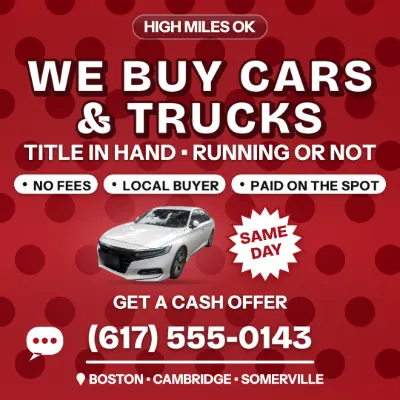 HIGH MILES OK
WE BUY CARS
& TRUCKS
TITLE IN HAND • RUNNING OR NOT
• NO FEES • LOCAL BUYER • PAID ON THE SPOT
SAME
DAY
GET A CASH OFFER
(617) 555-0143
BOSTON • CAMBRIDGE • SOMERVILLE